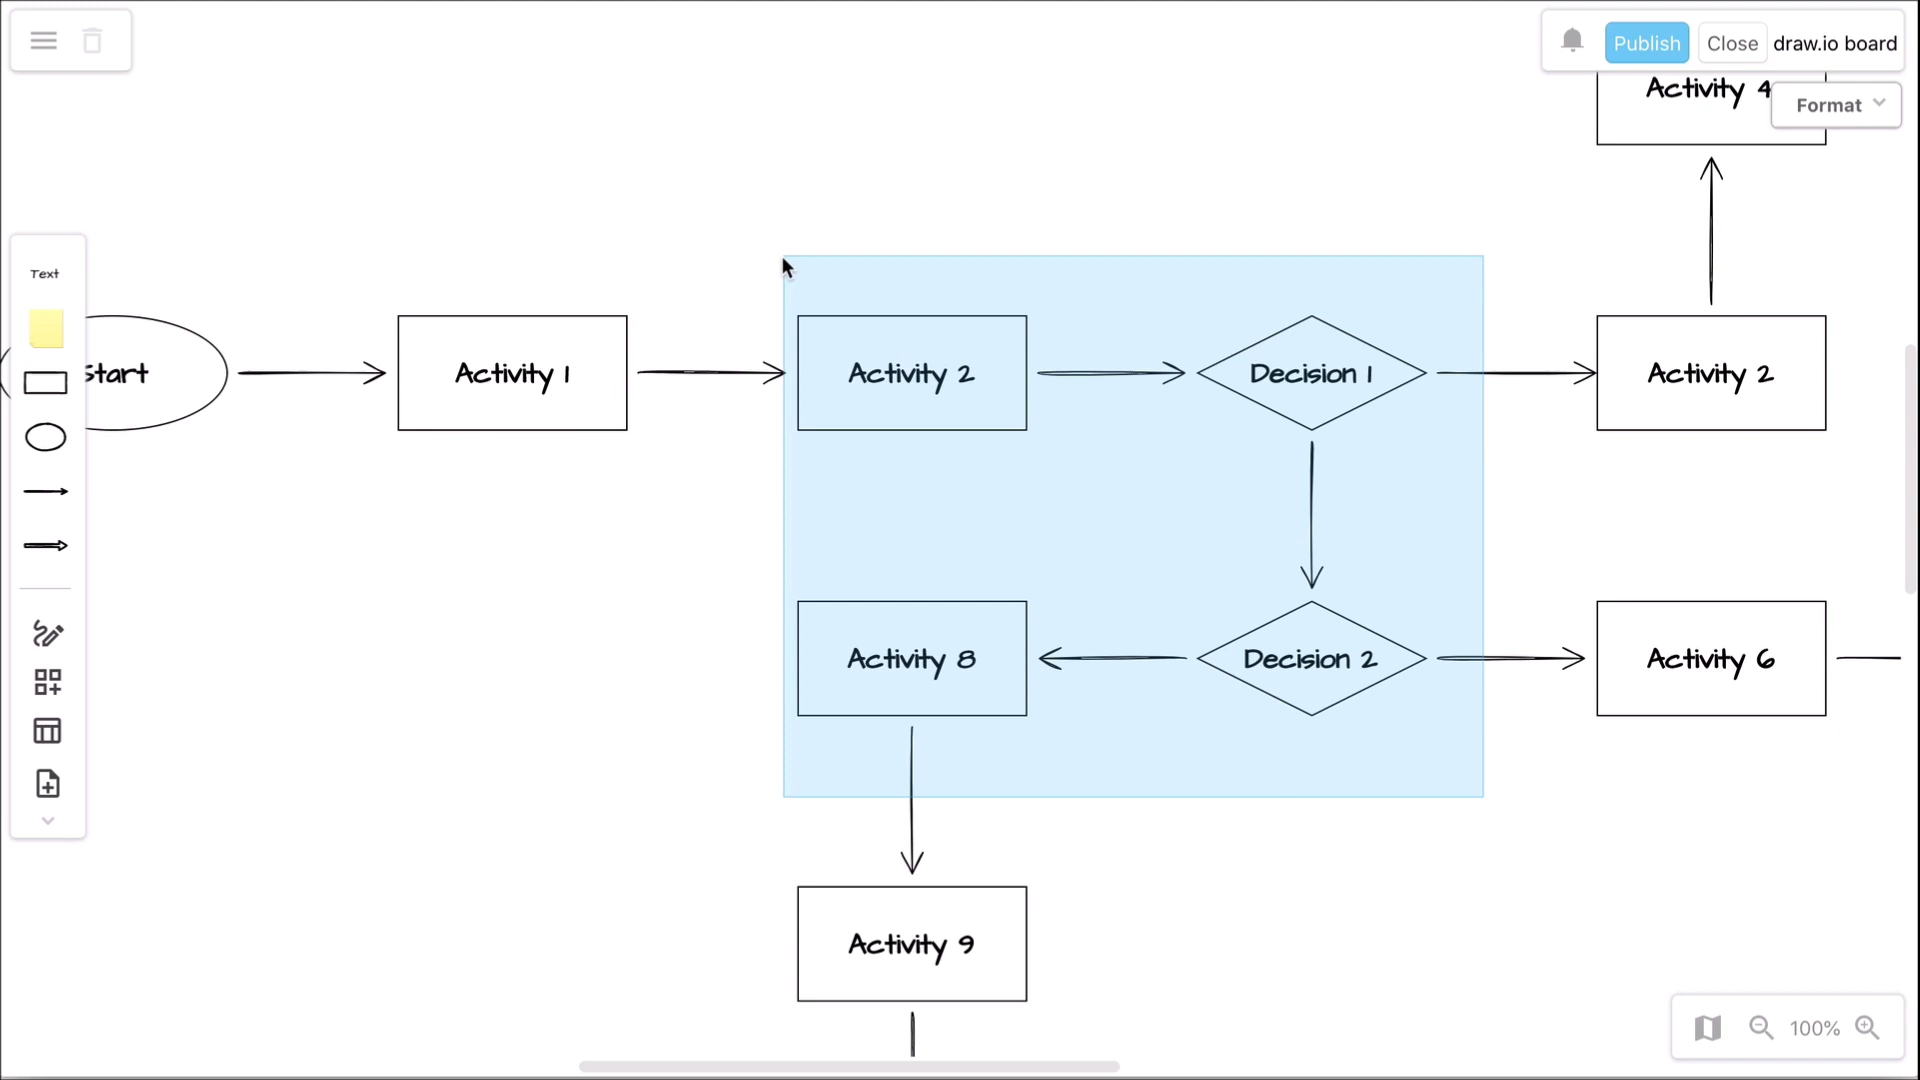 Publish
Close
draw.io board
Activity 4
Format
Text
Start
Activity 1
Activity 2
Decision 1
Activity 2
Activity 8
Decision 2
Activity 6
Activity 9
100%